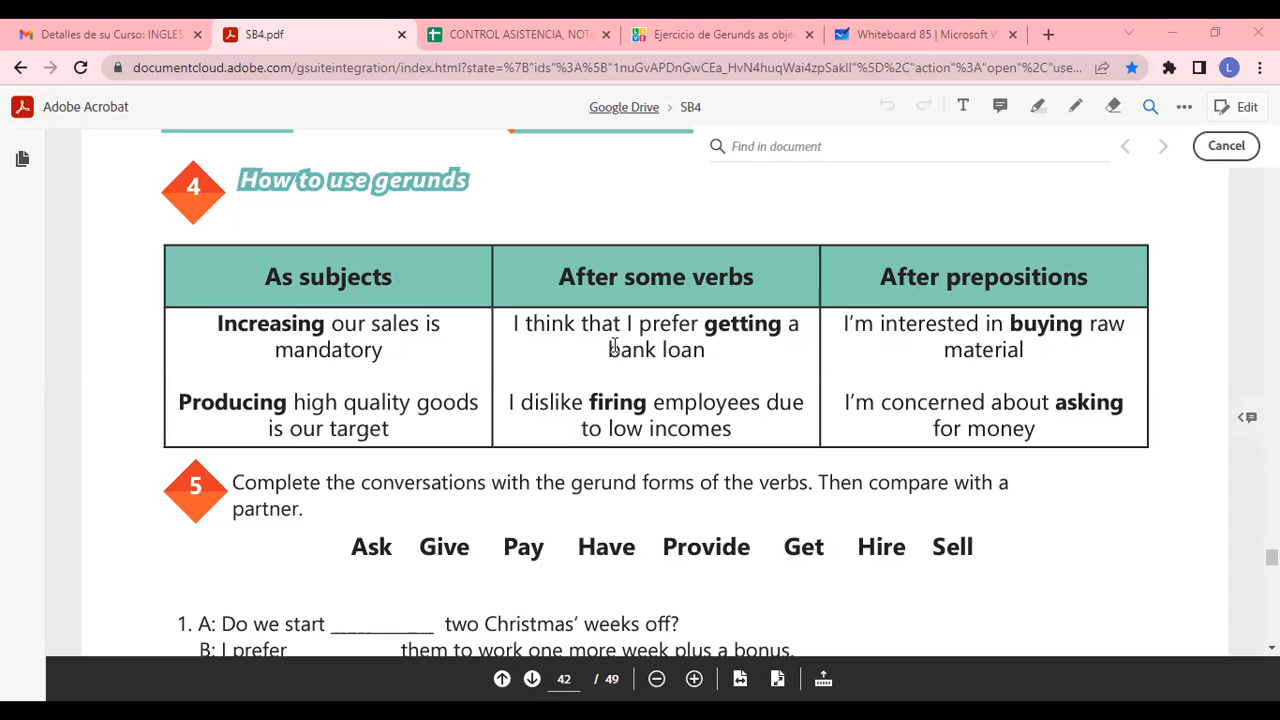 Detalles de su Curso: INGLES
SB4.pdf
CONTROL ASISTENCIA, NOTA
Ejercicio de Gerunds as obje
Whiteboard 85 | Microsoft W
documentcloud.adobe.com/gsuiteintegration/index.html?state=%7B"ids"%3A%5B"1nuGvAPDnGwCEa_HvN4huqWai4zpSakIl"%5D%2C"action"%3A"open"%2C"use...
L
Adobe Acrobat
Google Drive
SB4
Edit
Find in document
Cancel
4
How to use gerunds
As subjects
After some verbs
After prepositions
Increasing our sales is
mandatory
Producing high quality goods
is our target
I think that I prefer getting a
bank loan
I dislike firing employees due
to low incomes
I'm interested in buying raw
material
I'm concerned about asking
for money
5
Complete the conversations with the gerund forms of the verbs. Then compare with a
partner.
Ask Give Pay Have Provide Get Hire Sell
1. A: Do we start __________ two Christmas' weeks off?
B: I prefer __________ them to work one more week plus a bonus.
42 / 49